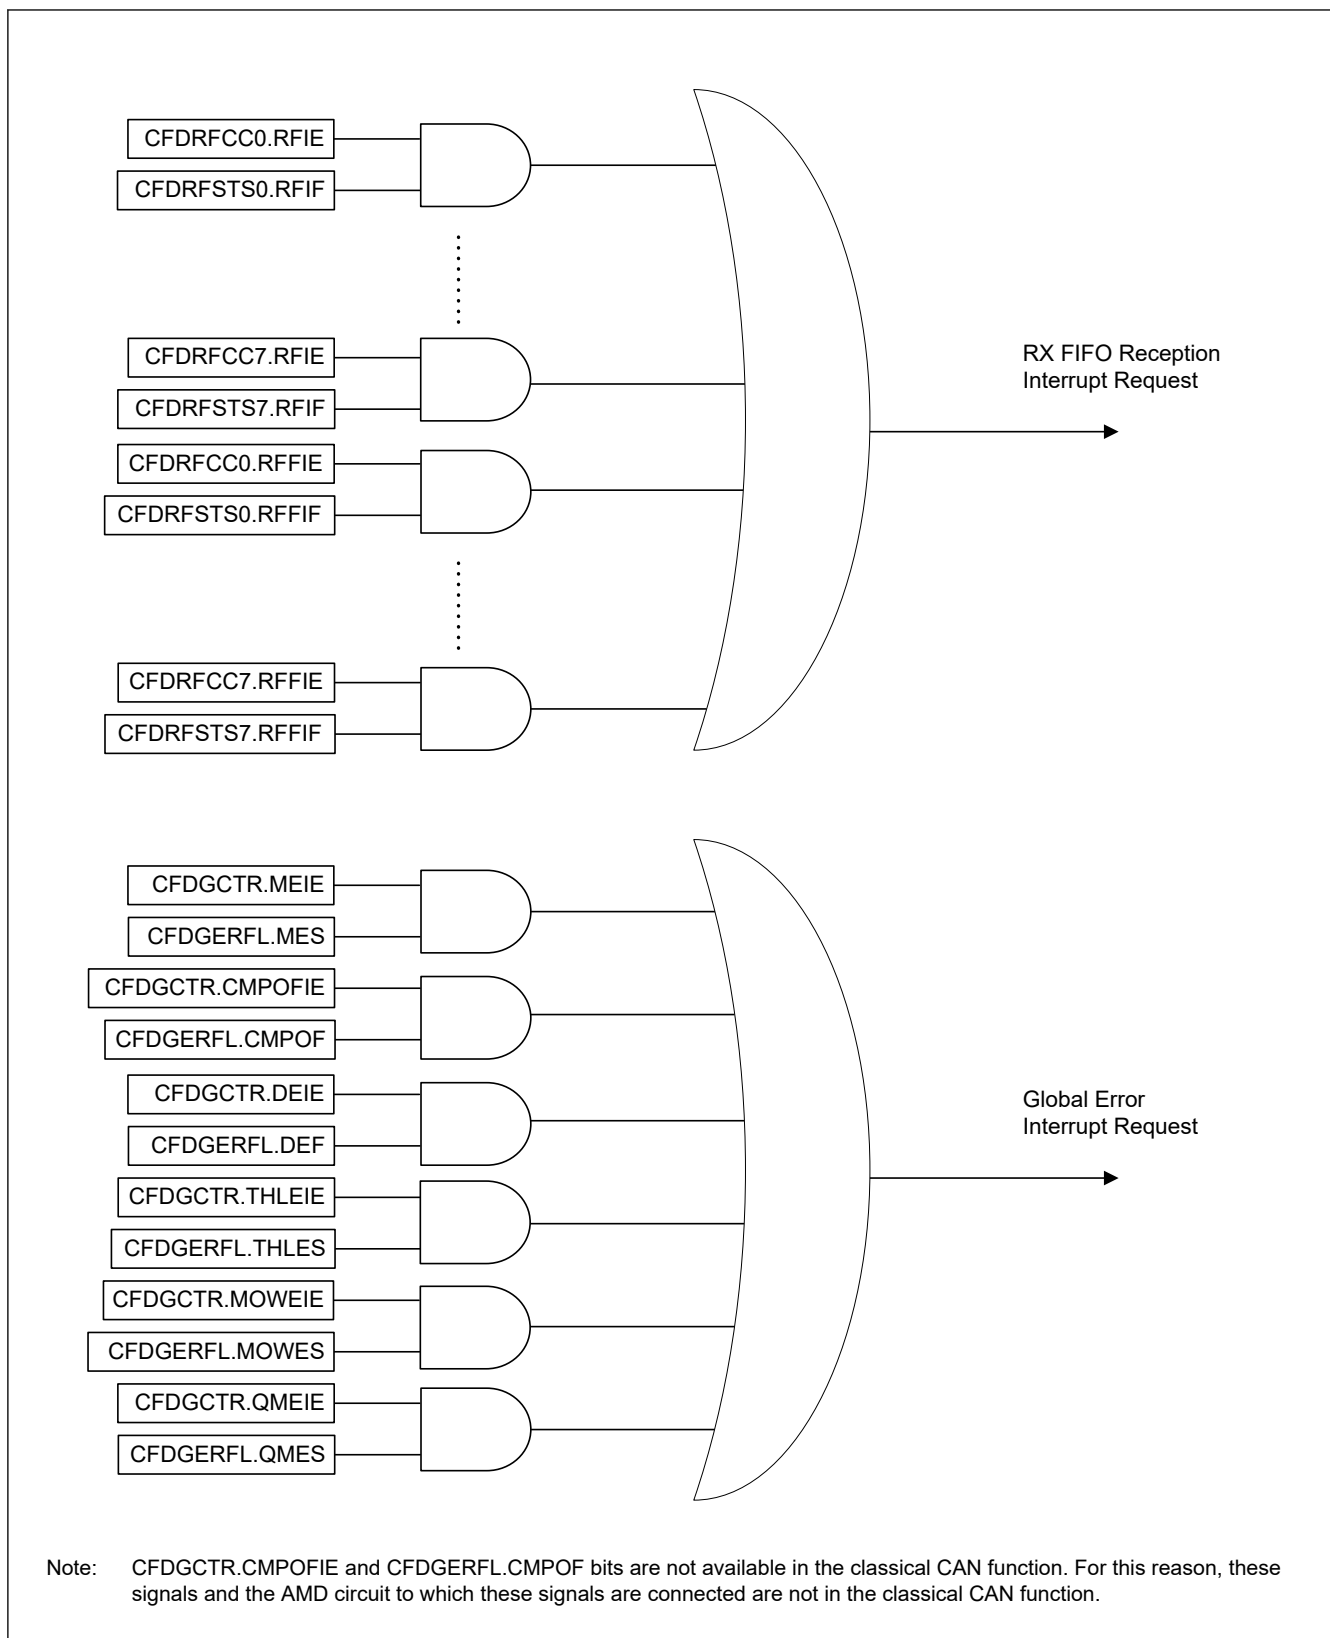 CFDRFCC0.RFIE
CFDRFSTS0.RFIF
CFDRFCC7.RFIE
CFDRFSTS7.RFIF
CFDRFCC0.RFFIE
CFDRFSTS0.RFFIF
CFDRFCC7.RFFIE
CFDRFSTS7.RFFIF
RX FIFO Reception
Interrupt Request
CFDGCTR.MEIE
CFDGERFL.MES
CFDGCTR.CMPOFIE
CFDGERFL.CMPOF
CFDGCTR.DEIE
CFDGERFL.DEF
CFDGCTR.THLEIE
CFDGERFL.THLES
CFDGCTR.MOWEIE
CFDGERFL.MOWES
CFDGCTR.QMEIE
CFDGERFL.QMES
Global Error
Interrupt Request
Note: CFDGCTR.CMPOFIE and CFDGERFL.CMPOF bits are not available in the classical CAN function. For this reason, these
signals and the AMD circuit to which these signals are connected are not in the classical CAN function.